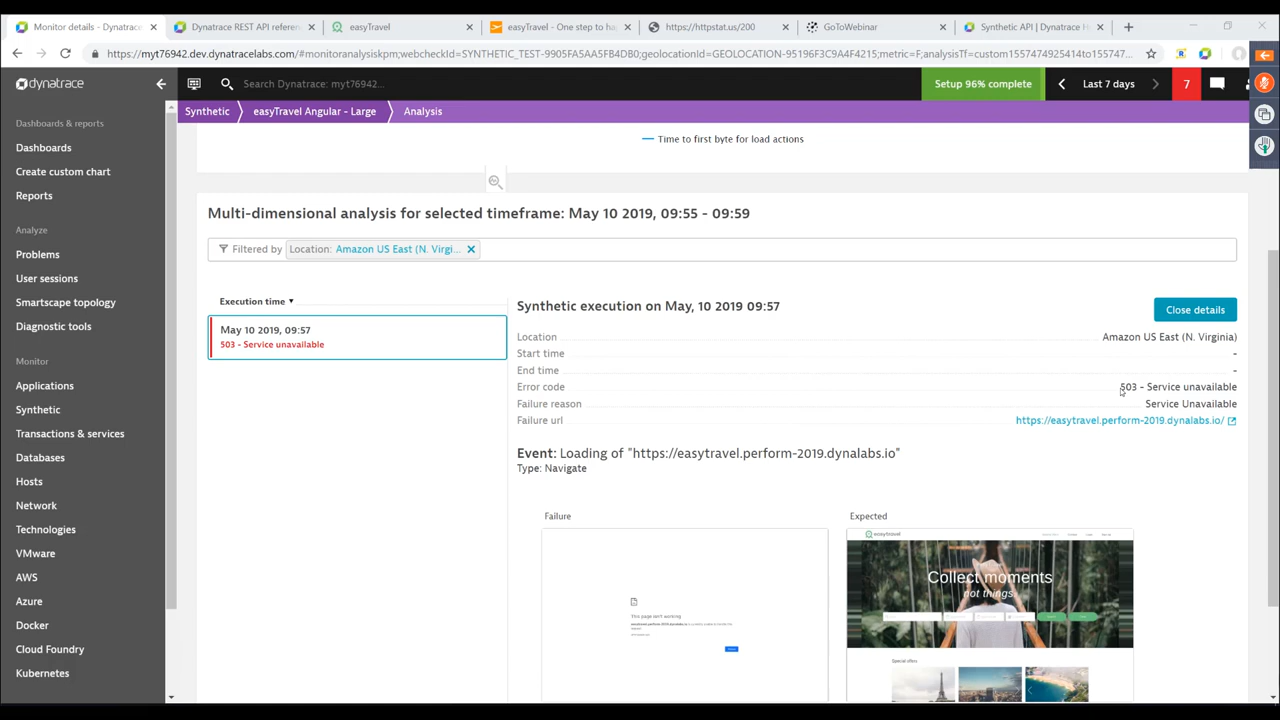 Monitor details - Dynatrace
Dynatrace REST API referen
easyTravel
easyTravel - One step to hap
https://httpstat.us/200
GoToWebinar
Synthetic API | Dynatrace H
https://myt76942.dev.dynatracelabs.com/#monitoranalysiskpm;webcheckId=SYNTHETIC_TEST-9905FA5AA5FB4DB0;geolocationId=GEOLOCATION-95196F3C9A4F4215;metric=F;analysisTf=custom1557474925414to155747...
dynatrace
Search Dynatrace: myt76942...
Setup 96% complete
Last 7 days
7
Synthetic
easyTravel Angular - Large
Analysis
Dashboards & reports
Dashboards
Create custom chart
Reports
Analyze
Problems
User sessions
Smartscape topology
Diagnostic tools
Monitor
Applications
Synthetic
Transactions & services
Databases
Hosts
Network
Technologies
VMware
AWS
Azure
Docker
Cloud Foundry
Kubernetes
Time to first byte for load actions
Multi-dimensional analysis for selected timeframe: May 10 2019, 09:55 - 09:59
Filtered by Location: Amazon US East (N. Virgi...
Execution time
May 10 2019, 09:57
503 - Service unavailable
Synthetic execution on May, 10 2019 09:57
Close details
Location Amazon US East (N. Virginia)
Start time -
End time -
Error code 503 - Service unavailable
Failure reason Service Unavailable
Failure url https://easytravel.perform-2019.dynalabs.io/
Event: Loading of "https://easytravel.perform-2019.dynalabs.io"
Type: Navigate
Failure
Expected
This page isn't working
easytravel
Collect moments
not things
Special offers